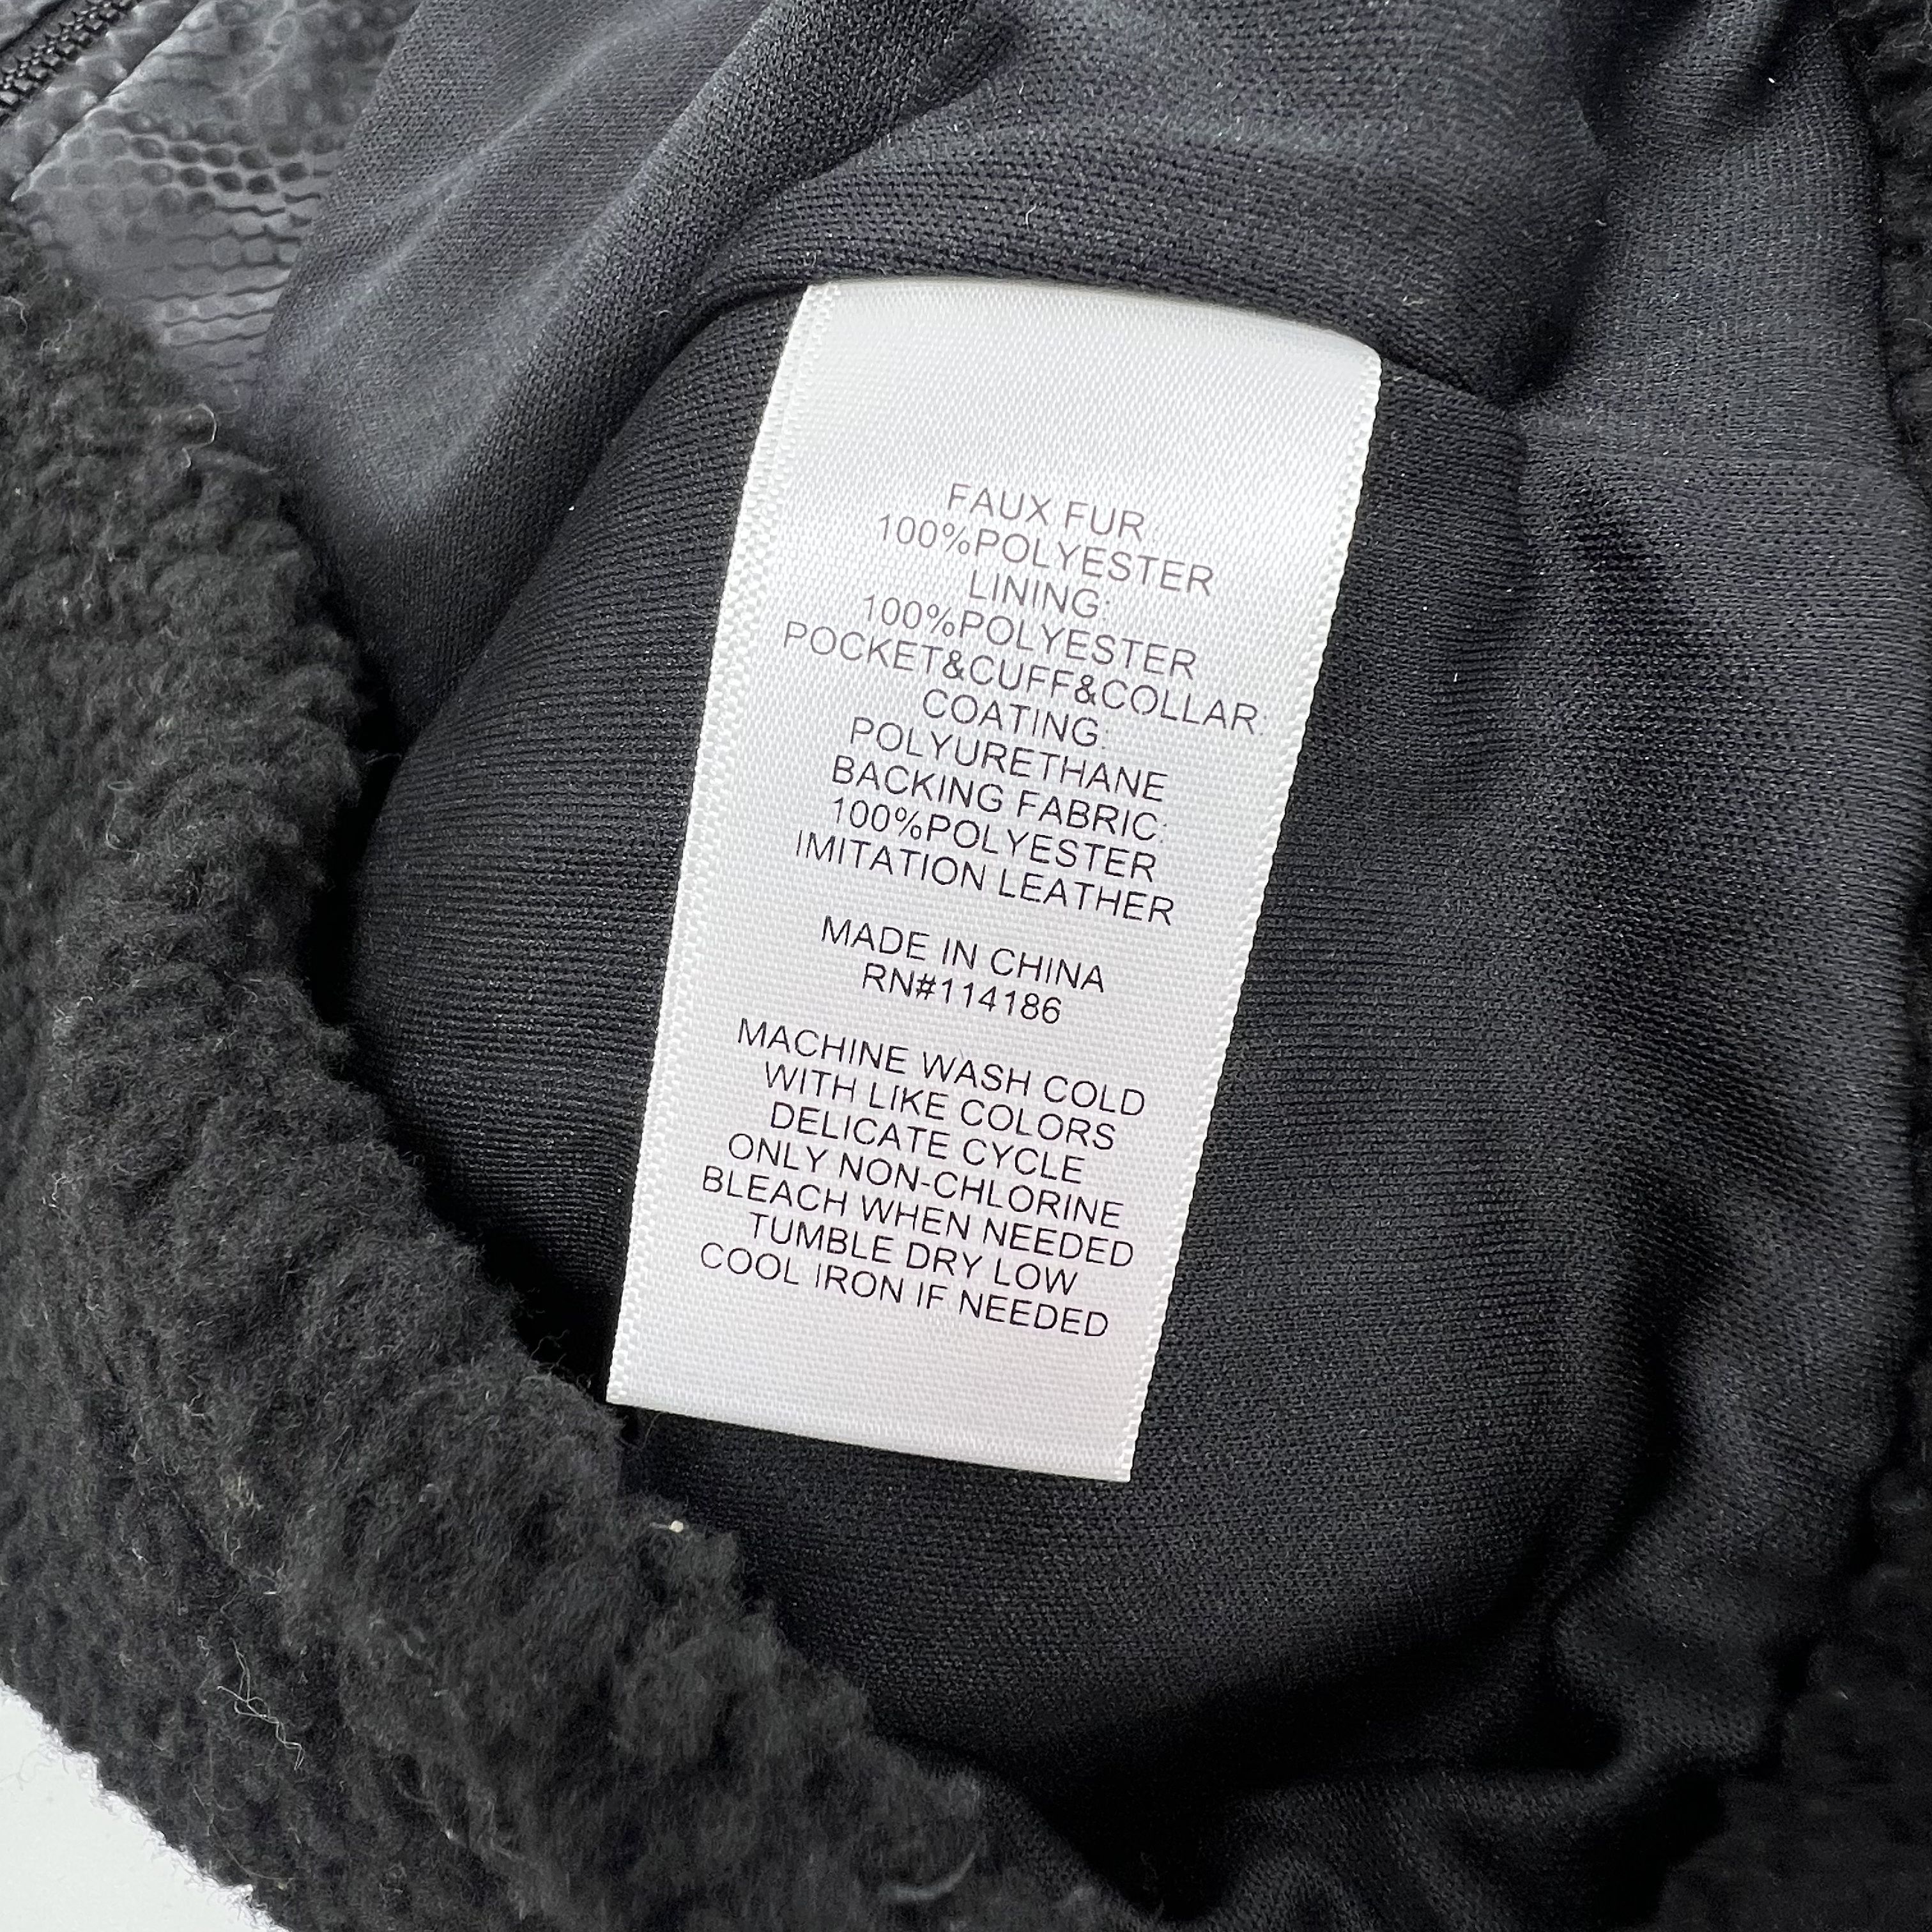 FAUX FUR:
100%POLYESTER
LINING:
100%POLYESTER
POCKET&CUFF&COLLAR:
COATING:
POLYURETHANE
BACKING FABRIC:
100%POLYESTER
IMITATION LEATHER
MADE IN CHINA
RN#114186
MACHINE WASH COLD
WITH LIKE COLORS
DELICATE CYCLE
ONLY NON-CHLORINE
BLEACH WHEN NEEDED
TUMBLE DRY LOW
COOL IRON IF NEEDED